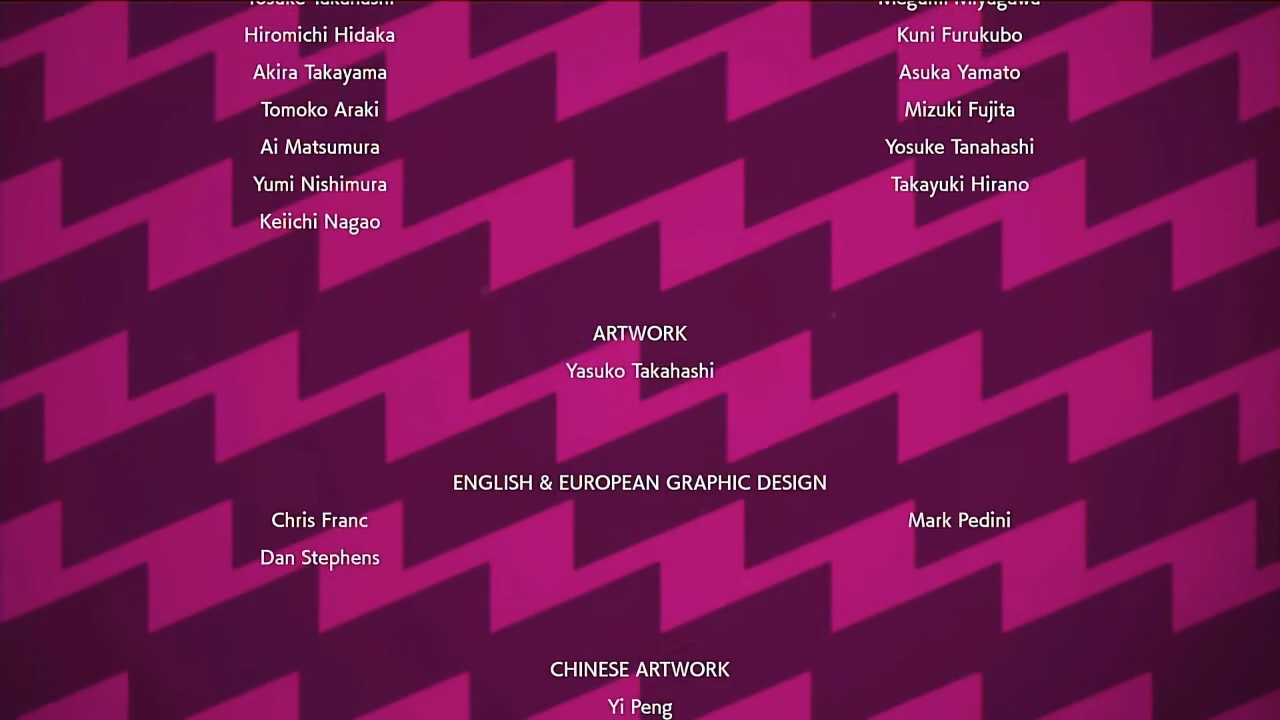 Hiromichi Hidaka Kuni Furukubo
Akira Takayama Asuka Yamato
Tomoko Araki Mizuki Fujita
Ai Matsumura Yosuke Tanahashi
Yumi Nishimura Takayuki Hirano
Keiichi Nagao
ARTWORK
Yasuko Takahashi
ENGLISH & EUROPEAN GRAPHIC DESIGN
Chris Franc Mark Pedini
Dan Stephens
CHINESE ARTWORK
Yi Peng